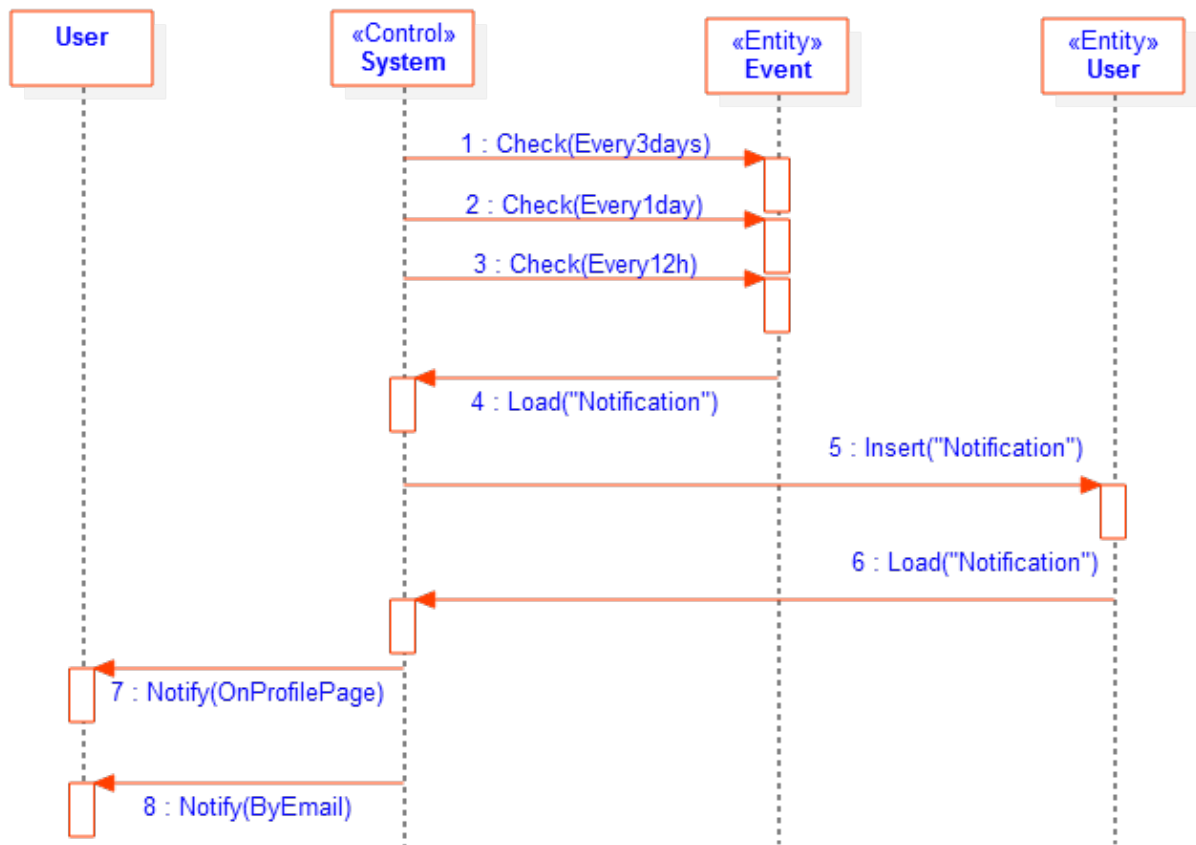 User
«Control»
System
«Entity»
Event
«Entity»
User
1 : Check(Every3days)
2 : Check(Every1day)
3 : Check(Every12h)
4 : Load("Notification")
5 : Insert("Notification")
6 : Load("Notification")
7 : Notify(OnProfilePage)
8 : Notify(ByEmail)